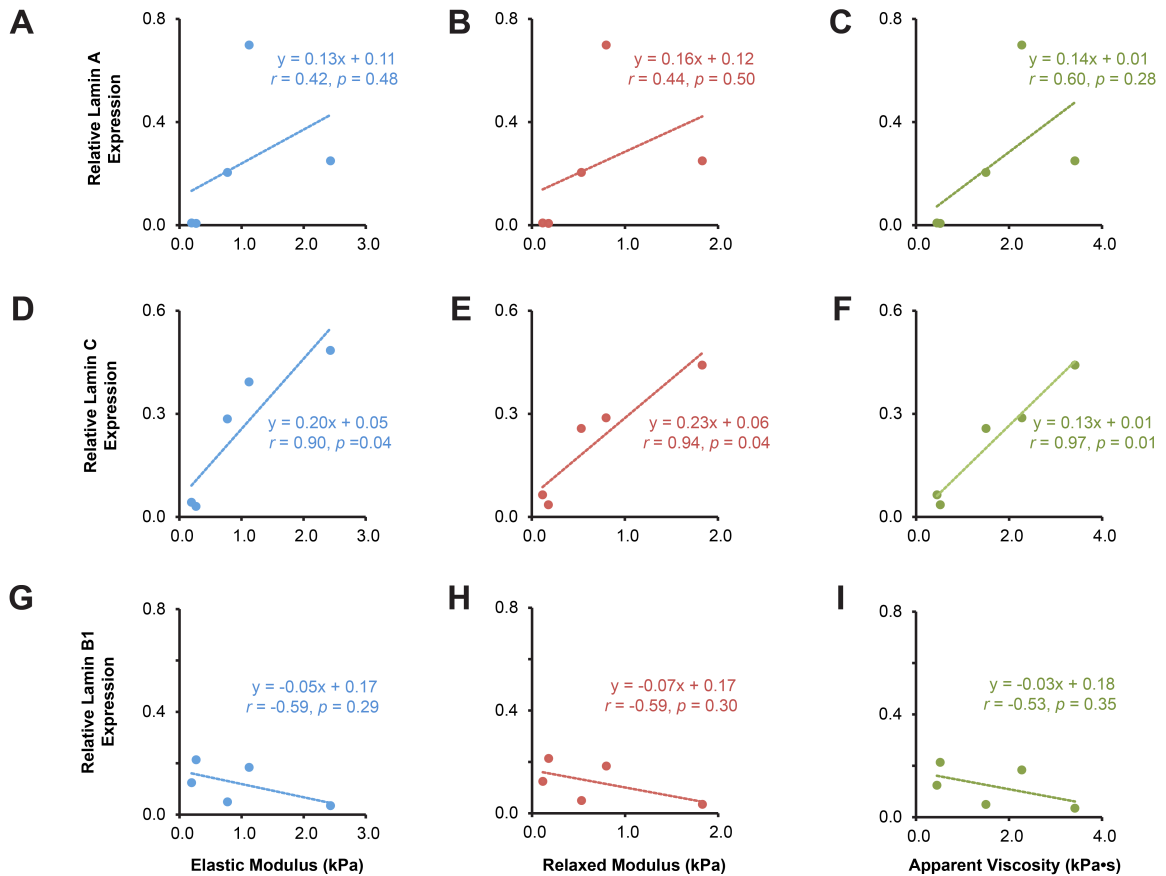 A
B
C
Relative Lamin A
Expression
0.8
0.4
0.0
0.0 1.0 2.0 3.0
y = 0.13x + 0.11
r = 0.42, p = 0.48
0.8
0.4
0.0
0.0 1.0 2.0
y = 0.16x + 0.12
r = 0.44, p = 0.50
0.8
0.4
0.0
0.0 2.0 4.0
y = 0.14x + 0.01
r = 0.60, p = 0.28
D
E
F
Relative Lamin C
Expression
0.6
0.3
0.0
0.0 1.0 2.0 3.0
y = 0.20x + 0.05
r = 0.90, p =0.04
0.6
0.3
0.0
0.0 1.0 2.0
y = 0.23x + 0.06
r = 0.94, p = 0.04
0.6
0.3
0.0
0.0 2.0 4.0
y = 0.13x + 0.01
r = 0.97, p = 0.01
G
H
I
Relative Lamin B1
Expression
0.8
0.4
0.0
0.0 1.0 2.0 3.0
y = -0.05x + 0.17
r = -0.59, p = 0.29
Elastic Modulus (kPa)
0.8
0.4
0.0
0.0 1.0 2.0
y = -0.07x + 0.17
r = -0.59, p = 0.30
Relaxed Modulus (kPa)
0.8
0.4
0.0
0.0 2.0 4.0
y = -0.03x + 0.18
r = -0.53, p = 0.35
Apparent Viscosity (kPa•s)